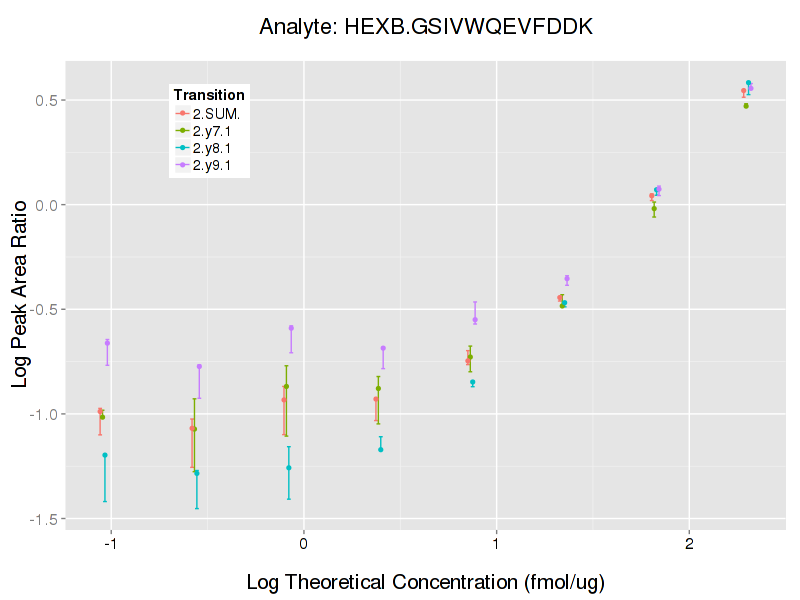 Analyte: HEXB.GSIVWQEVFDDK
Transition
2.SUM.
2.y7.1
2.y8.1
2.y9.1
Log Peak Area Ratio
0.5
0.0
-0.5
-1.0
-1.5
-1 0 1 2
Log Theoretical Concentration (fmol/ug)